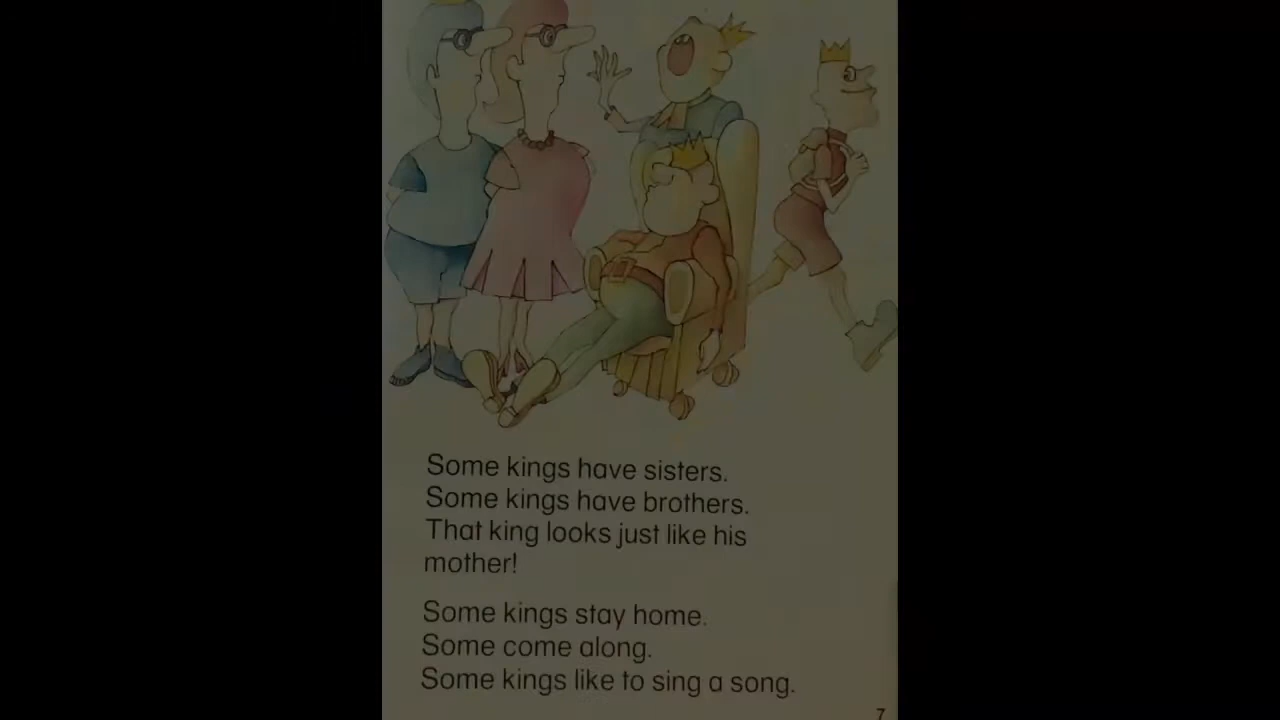 Some kings have sisters.
Some kings have brothers.
That king looks just like his
mother!
Some kings stay home.
Some come along.
Some kings like to sing a song.
7